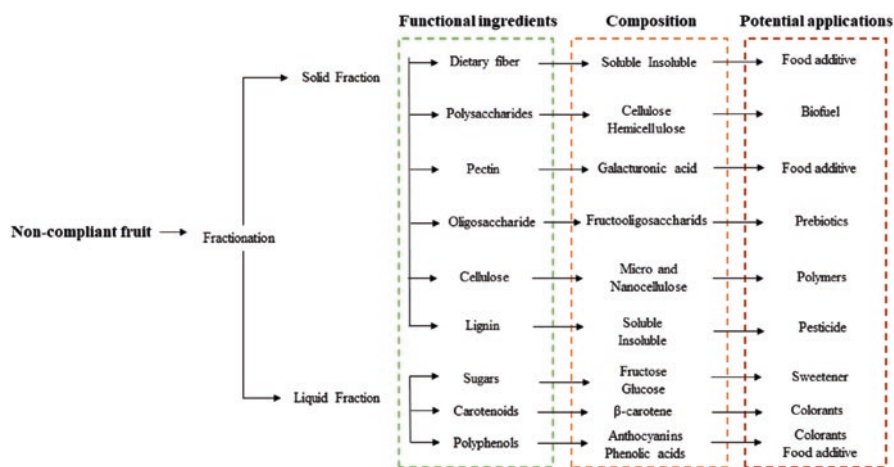 Functional ingredients Composition Potential applications
Solid Fraction Dietary fiber Soluble Insoluble Food additive
Polysaccharides Cellulose Biofuel
Hemicellulose
Pectin Galacturonic acid Food additive
Non-compliant fruit Fractionation Oligosaccharide Fructooligosaccharids Prebiotics
Cellulose Micro and Polymers
Nanocellulose
Lignin Soluble Pesticide
Insoluble
Liquid Fraction Sugars Fructose Sweetener
Glucose
Carotenoids β-carotene Colorants
Polyphenols Anthocyanins Colorants
Phenolic acids Food additive